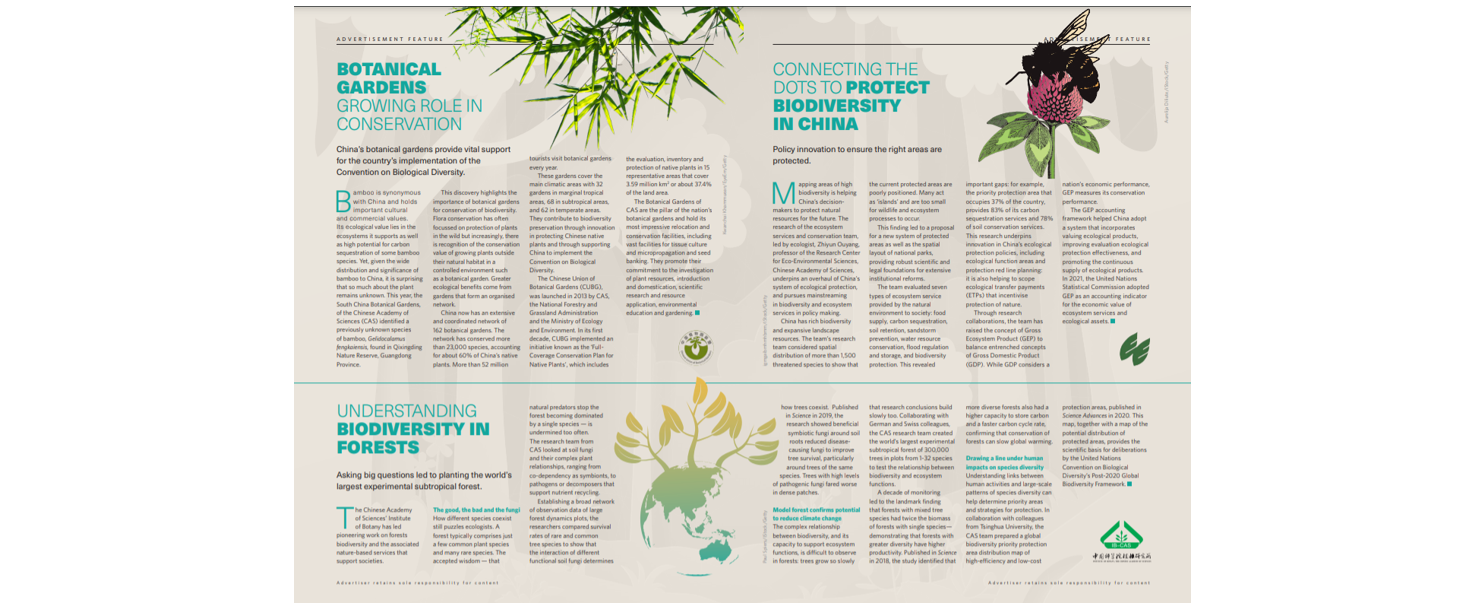 ADVERTISEMENT FEATURE
BOTANICAL
GARDENS
GROWING ROLE IN
CONSERVATION
China's botanical gardens provide vital support
for the country's implementation of the
Convention on Biological Diversity.
Bamboo is synonymous
with China and holds
important cultural
and commercial values.
Its ecological value lies in the
ecosystems it supports as well
as high potential for carbon
sequestration of some bamboo
species. Yet, given the wide
distribution and significance of
bamboo to China, it is surprising
that so much about the plant
remains unknown. This year, the
South China Botanical Gardens,
of the Chinese Academy of
Sciences (CAS) identified a
previously unknown species
of bamboo, Gelidocalamus
fengkaiensis, found in Qixingding
Nature Reserve, Guangdong
Province.
This discovery highlights the
importance of botanical gardens
for conservation of biodiversity.
Flora conservation has often
focussed on protection of plants
in the wild but increasingly, there
is recognition of the conservation
value of growing plants outside
their natural habitat in a
controlled environment such
as a botanical garden. Greater
ecological benefits come from
gardens that form an organised
network.
China now has an extensive
and coordinated network of
162 botanical gardens. The
network has conserved more
than 23,000 species, accounting
for about 60% of China's native
plants. More than 52 million
tourists visit botanical gardens
every year.
These gardens cover the
main climatic areas with 32
gardens in marginal tropical
areas, 68 in subtropical areas,
and 62 in temperate areas.
They contribute to biodiversity
preservation through innovation
in protecting Chinese native
plants and through supporting
China to implement the
Convention on Biological
Diversity.
The Chinese Union of
Botanical Gardens (CUBG),
was launched in 2013 by CAS,
the National Forestry and
Grassland Administration
and the Ministry of Ecology
and Environment. In its first
decade, CUBG implemented an
initiative known as the 'Full-
Coverage Conservation Plan for
Native Plants', which includes
the evaluation, inventory and
protection of native plants in 15
representative areas that cover
3.59 million km² or about 37.4%
of the land area.
The Botanical Gardens of
CAS are the pillar of the nation's
botanical gardens and hold its
most impressive relocation and
conservation facilities, including
vast facilities for tissue culture
and micropropagation and seed
banking. They promote their
commitment to the investigation
of plant resources, introduction
and domestication, scientific
research and resource
application, environmental
education and gardening.
ADVERTISEMENT FEATURE
CONNECTING THE
DOTS TO PROTECT
BIODIVERSITY
IN CHINA
Policy innovation to ensure the right areas are
protected.
Mapping areas of high
biodiversity is helping
China's decision-
makers to protect natural
resources for the future. The
research of the ecosystem
services and conservation team,
led by ecologist, Zhiyun Ouyang,
professor of the Research Center
for Eco-Environmental Sciences,
Chinese Academy of Sciences,
underpins an overhaul of China's
system of ecological protection,
and pursues mainstreaming
in biodiversity and ecosystem
services in policy making.
China has rich biodiversity
and expansive landscape
resources. The team's research
team considered spatial
distribution of more than 1,500
threatened species to show that
the current protected areas are
poorly positioned. Many act
as 'islands' and are too small
for wildlife and ecosystem
processes to occur.
This finding led to a proposal
for a new system of protected
areas as well as the spatial
layout of national parks,
providing robust scientific and
legal foundations for extensive
institutional reforms.
The team evaluated seven
types of ecosystem service
provided by the natural
environment to society: food
supply, carbon sequestration,
soil retention, sandstorm
prevention, water resource
conservation, flood regulation
and storage, and biodiversity
protection. This revealed
important gaps: for example,
the priority protection area that
occupies 37% of the country,
provides 83% of its carbon
sequestration services and 78%
of soil conservation services.
This research underpins
innovation in China's ecological
protection policies, including
ecological function areas and
protection red line planning:
it is also helping to scope
ecological transfer payments
(ETPs) that incentivise
protection of nature.
Through research
collaborations, the team has
raised the concept of Gross
Ecosystem Product (GEP) to
balance entrenched concepts
of Gross Domestic Product
(GDP). While GDP considers a
nation's economic performance,
GEP measures its conservation
performance.
The GEP accounting
framework helped China adopt
a system that incorporates
valuing ecological products,
improving evaluation ecological
protection effectiveness, and
promoting the continuous
supply of ecological products.
In 2021, the United Nations
Statistical Commission adopted
GEP as an accounting indicator
for the economic value of
ecosystem services and
ecological assets.
UNDERSTANDING
BIODIVERSITY IN
FORESTS
Asking big questions led to planting the world's
largest experimental subtropical forest.
The Chinese Academy
of Sciences' Institute
of Botany has led
pioneering work on forests
biodiversity and the associated
nature-based services that
support societies.
The good, the bad and the fungi
How different species coexist
still puzzles ecologists. A
forest typically comprises just
a few common plant species
and many rare species. The
accepted wisdom — that
natural predators stop the
forest becoming dominated
by a single species — is
undermined too often.
The research team from
CAS looked at soil fungi
and their complex plant
relationships, ranging from
co-dependency as symbionts, to
pathogens or decomposers that
support nutrient recycling.
Establishing a broad network
of observation data of large
forest dynamics plots, the
researchers compared survival
rates of rare and common
tree species to show that
the interaction of different
functional soil fungi determines
how trees coexist. Published
in Science in 2019, the
research showed beneficial
symbiotic fungi around soil
roots reduced disease-
causing fungi to improve
tree survival, particularly
around trees of the same
species. Trees with high levels
of pathogenic fungi fared worse
in dense patches.
Model forest confirms potential
to reduce climate change
The complex relationship
between biodiversity, and its
capacity to support ecosystem
functions, is difficult to observe
in forests: trees grow so slowly
that research conclusions build
slowly too. Collaborating with
German and Swiss colleagues,
the CAS research team created
the world's largest experimental
subtropical forest of 300,000
trees in plots from 1-32 species
to test the relationship between
biodiversity and ecosystem
functions.
A decade of monitoring
led to the landmark finding
that forests with mixed tree
species had twice the biomass
of forests with single species—
demonstrating that forests with
greater diversity have higher
productivity. Published in Science
in 2018, the study identified that
more diverse forests also had a
higher capacity to store carbon
and a faster carbon cycle rate,
confirming that conservation of
forests can slow global warming.
Drawing a line under human
impacts on species diversity
Understanding links between
human activities and large-scale
patterns of species diversity can
help determine priority areas
and strategies for protection. In
collaboration with colleagues
from Tsinghua University, the
CAS team prepared a global
biodiversity priority protection
area distribution map of
high-efficiency and low-cost
protection areas, published in
Science Advances in 2020. This
map, together with a map of the
potential distribution of
protected areas, provides the
scientific basis for deliberations
by the United Nations
Convention on Biological
Diversity's Post-2020 Global
Biodiversity Framework.
IB-CAS
中国科学院植物研究所
Advertiser retains sole responsibility for content
Advertiser retains sole responsibility for content